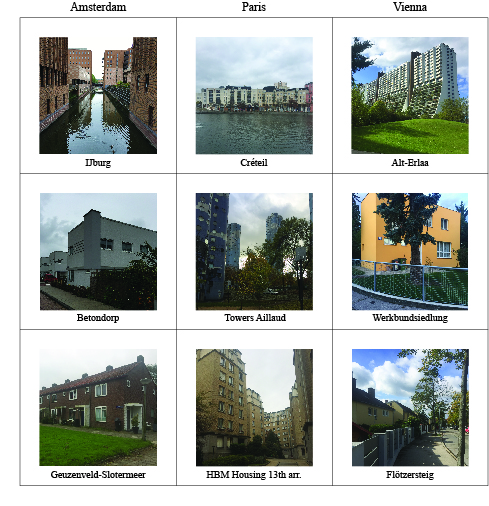 Amsterdam Paris Vienna
IJburg Créteil Alt-Erlaa
Betondorp Towers Aillaud Werkbundsiedlung
Geuzenveld-Slotermeer HBM Housing 13th arr. Flötzersteig